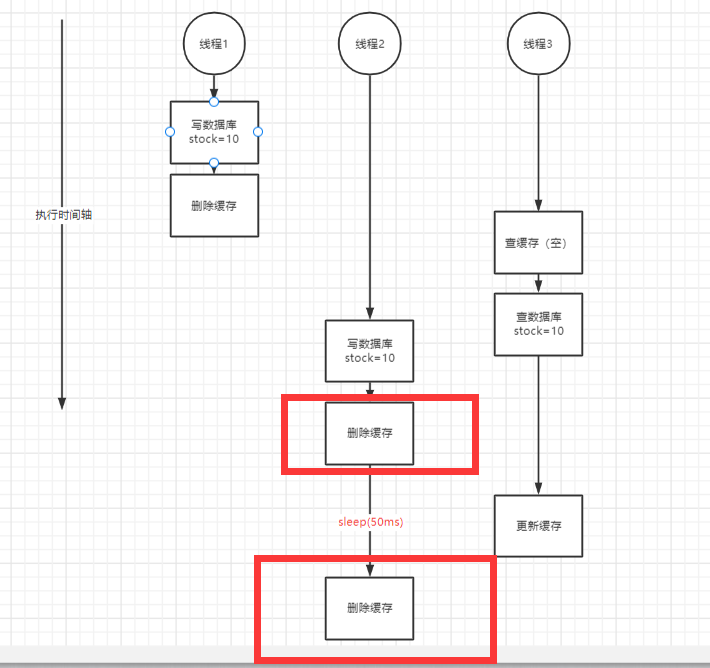 线程1
线程2
线程3
写数据库
stock=10
删除缓存
执行时间轴
查缓存（空）
查数据库
stock=10
写数据库
stock=10
删除缓存
sleep(50ms)
更新缓存
删除缓存